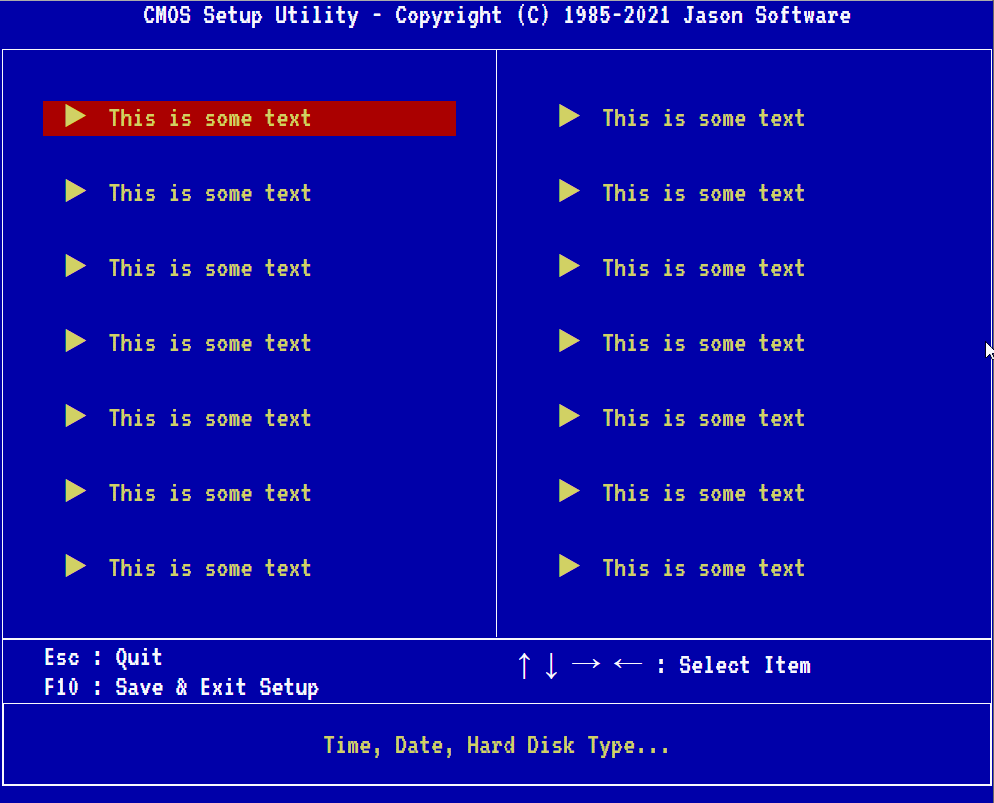 CMOS Setup Utility - Copyright (C) 1985-2021 Jason Software
▶ This is some text
▶ This is some text
▶ This is some text
▶ This is some text
▶ This is some text
▶ This is some text
▶ This is some text
▶ This is some text
▶ This is some text
▶ This is some text
▶ This is some text
▶ This is some text
▶ This is some text
▶ This is some text
Esc : Quit
F10 : Save & Exit Setup
↑ ↓ → ← : Select Item
Time, Date, Hard Disk Type...